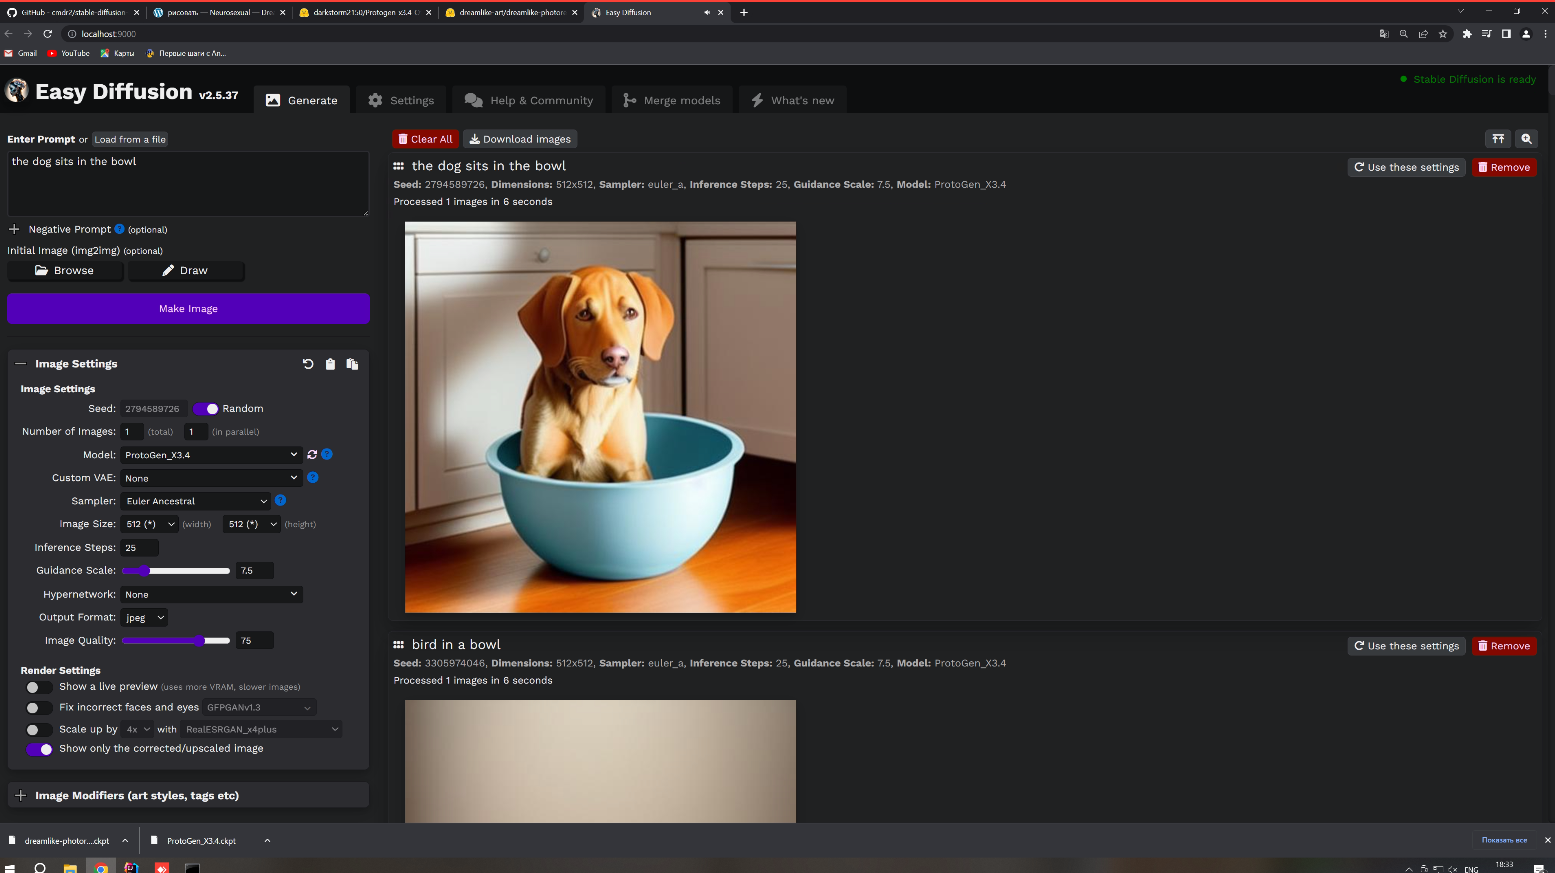 GitHub - cmdr2/stable-diffusion
рисовать — Neurosexual — Dre
darkstorm2150/Protogen_x3.4
dreamlike-art/dreamlike-photore
Easy Diffusion
localhost:9000
Gmail
YouTube
Карты
Первые шаги с An...
Easy Diffusion v2.5.37
Generate
Settings
Help & Community
Merge models
What's new
Stable Diffusion is ready
Enter Prompt or Load from a file
the dog sits in the bowl
Negative Prompt ? (optional)
Initial Image (img2img) (optional)
Browse
Draw
Make Image
Image Settings
Image Settings
Seed: 2794589726 Random
Number of Images: 1 (total) 1 (in parallel)
Model: ProtoGen_X3.4 ?
Custom VAE: None ?
Sampler: Euler Ancestral ?
Image Size: 512 (*) (width) 512 (*) (height)
Inference Steps: 25
Guidance Scale: 7.5
Hypernetwork: None
Output Format: jpeg
Image Quality: 75
Render Settings
Show a live preview (uses more VRAM, slower images)
Fix incorrect faces and eyes GFPGANv1.3
Scale up by 4x with RealESRGAN_x4plus
Show only the corrected/upscaled image
Image Modifiers (art styles, tags etc)
Clear All
Download images
the dog sits in the bowl
Use these settings
Remove
Seed: 2794589726, Dimensions: 512x512, Sampler: euler_a, Inference Steps: 25, Guidance Scale: 7.5, Model: ProtoGen_X3.4
Processed 1 images in 6 seconds
bird in a bowl
Use these settings
Remove
Seed: 3305974046, Dimensions: 512x512, Sampler: euler_a, Inference Steps: 25, Guidance Scale: 7.5, Model: ProtoGen_X3.4
Processed 1 images in 6 seconds
dreamlike-photor....ckpt
ProtoGen_X3.4.ckpt
Показать все
ENG
18:33